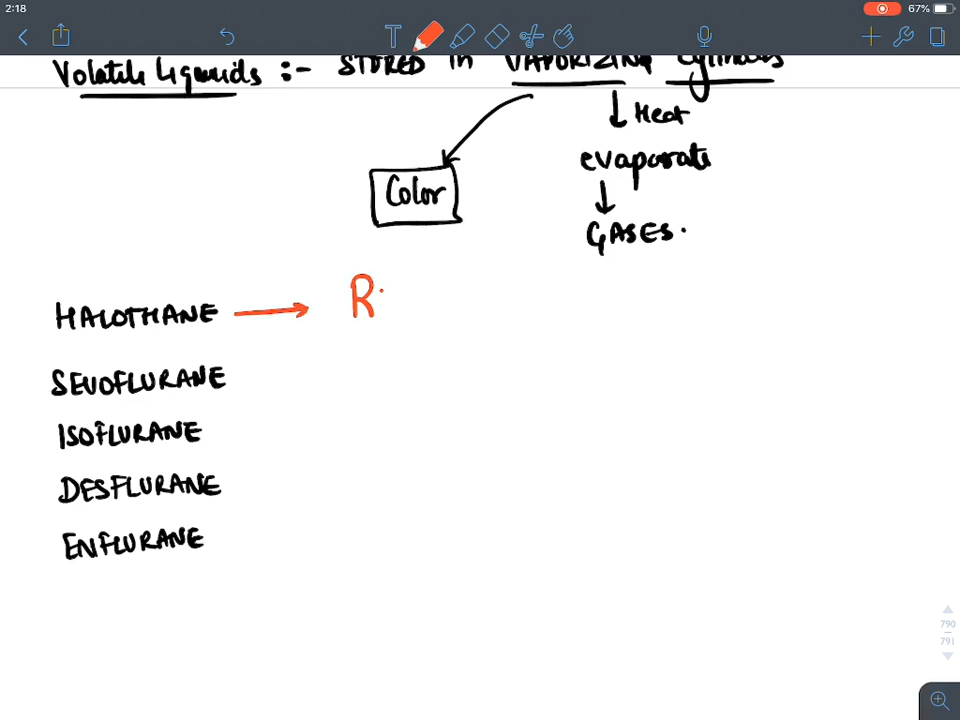 2:18
67%
T
Volatile Liquids :- STORED in VAPORIZING Cylinders
Heat
evaporate
Color
GASES.
HALOTHANE → R
SEVOFLURANE
ISOFLURANE
DESFLURANE
ENFLURANE
790
791